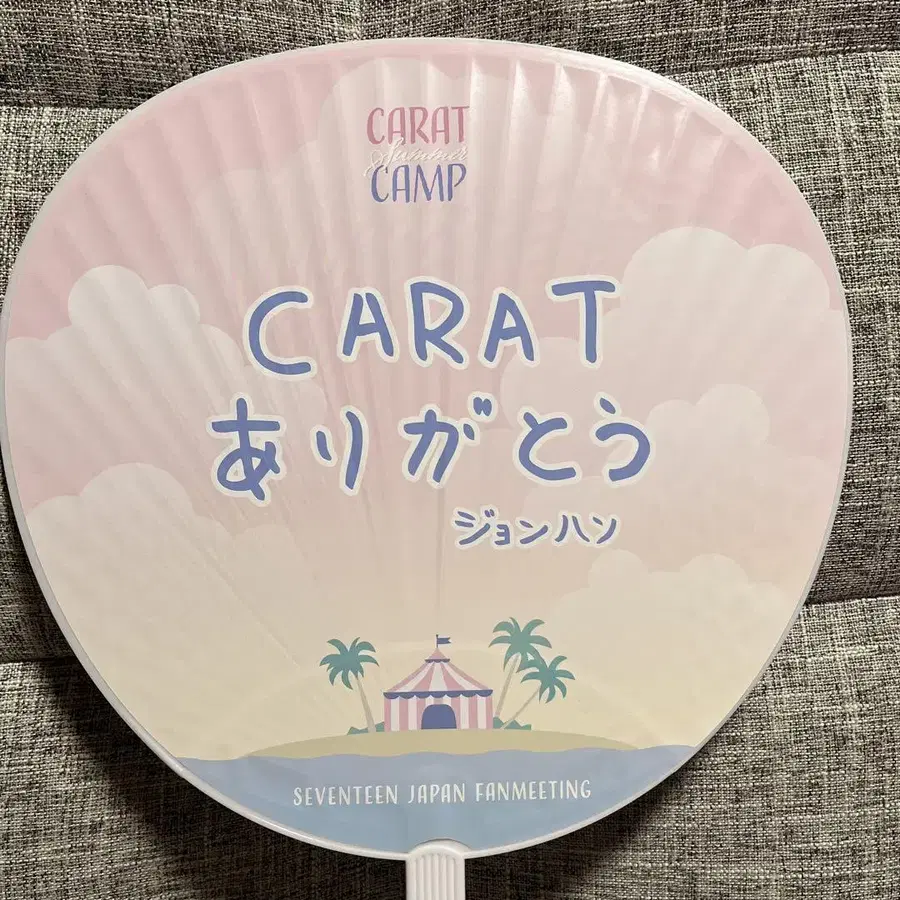 CARAT
Summer
CAMP
CARAT
ありがとう
ジョンハン
SEVENTEEN JAPAN FANMEETING